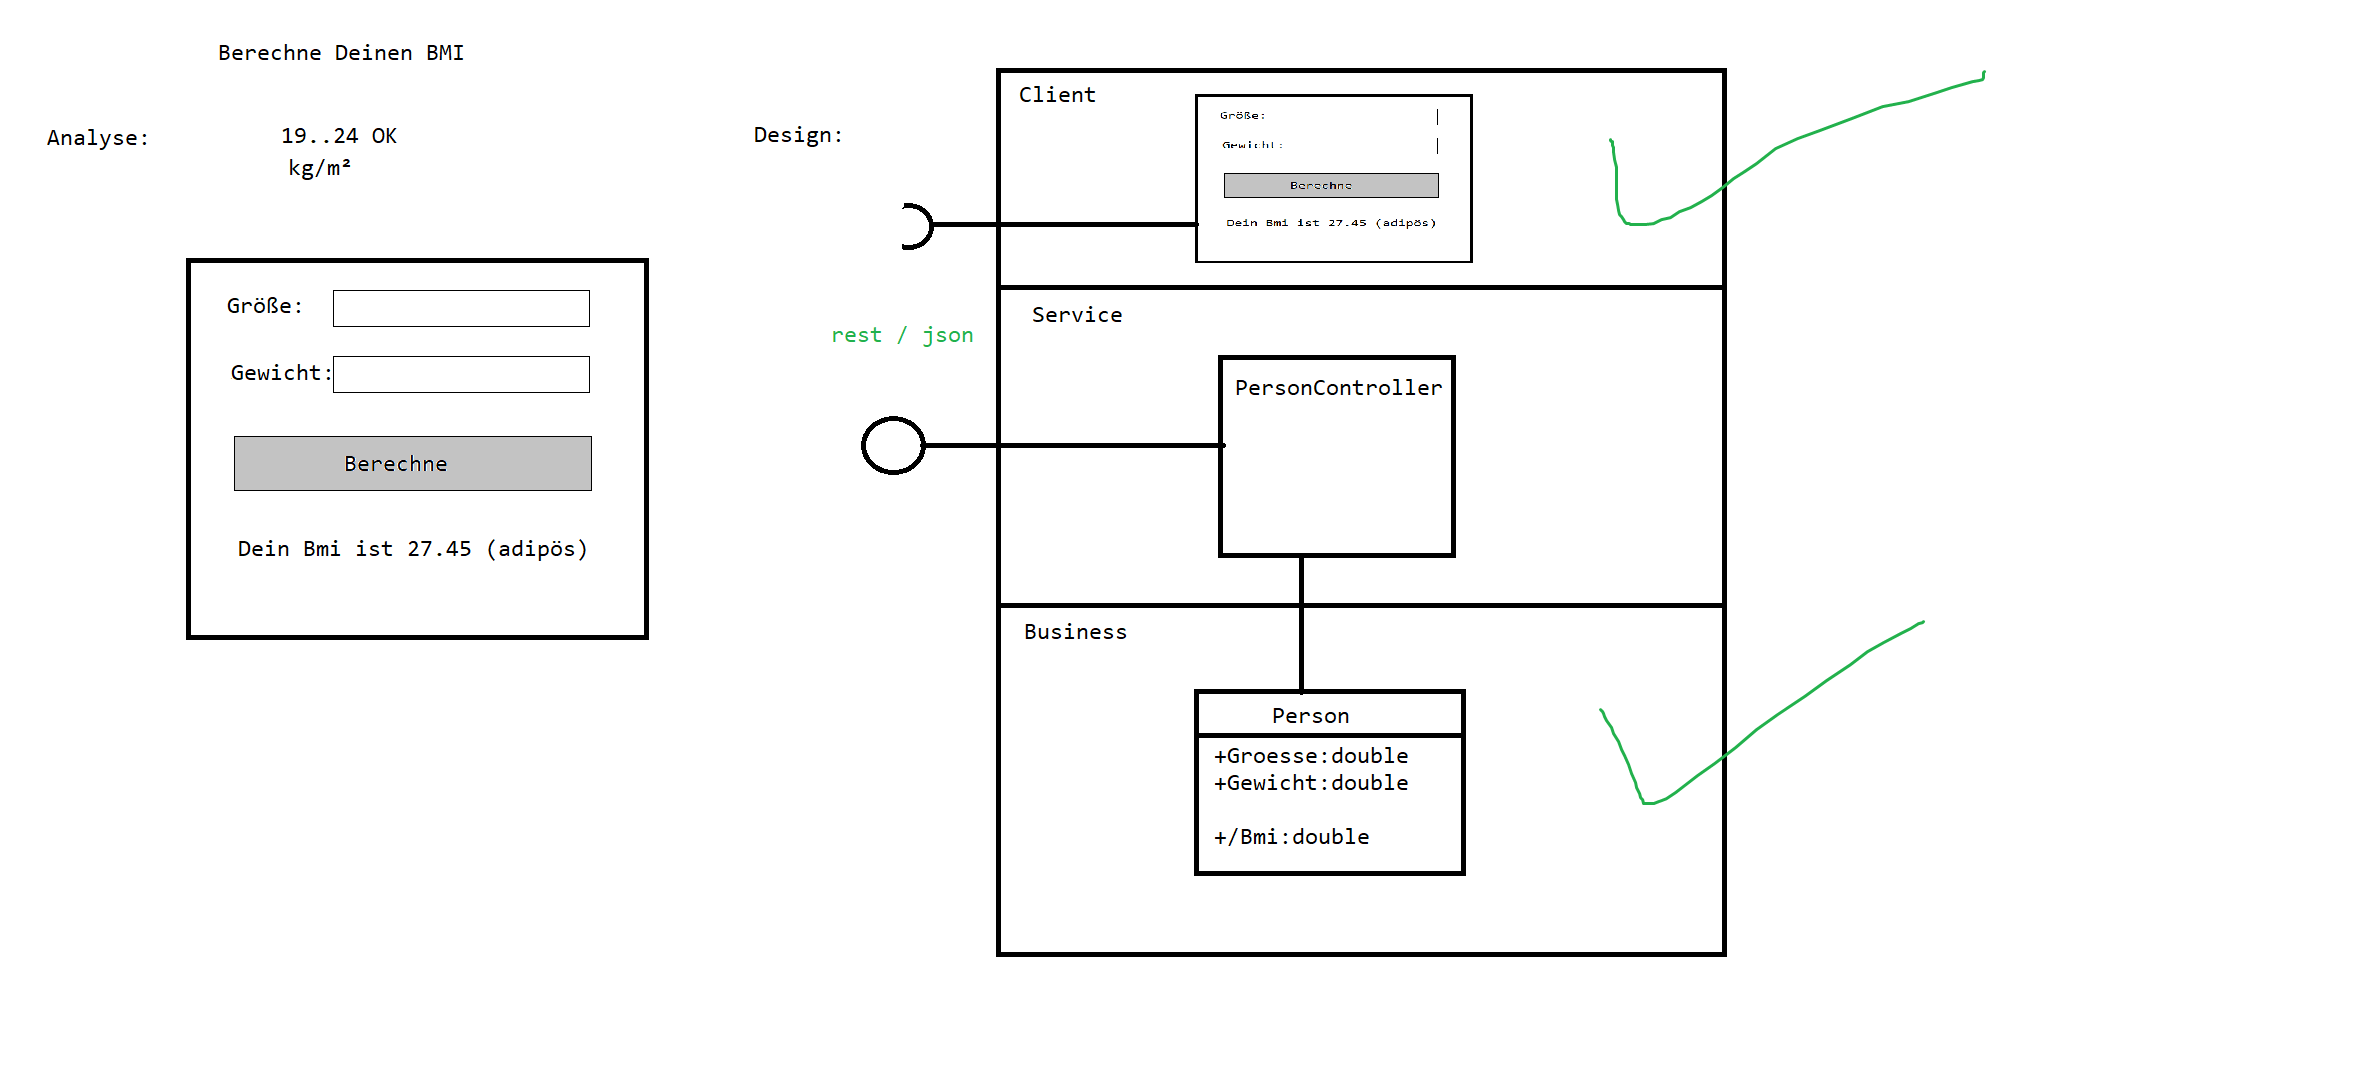 Berechne Deinen BMI
Analyse:
19..24 OK
kg/m²
Größe:
Gewicht:
Berechne
Dein Bmi ist 27.45 (adipös)
Design:
rest / json
Client
Größe:
Gewicht:
Berechne
Dein Bmi ist 27.45 (adipös)
Service
PersonController
Business
Person
+Groesse:double
+Gewicht:double
+/Bmi:double